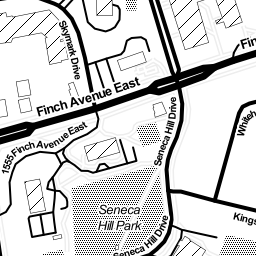 Skymark Drive
Fin
Finch Avenue East
1555 Finch Avenue East
Seneca Hill Drive
Seneca
Hill Park
Kings
Seneca Hill Drive